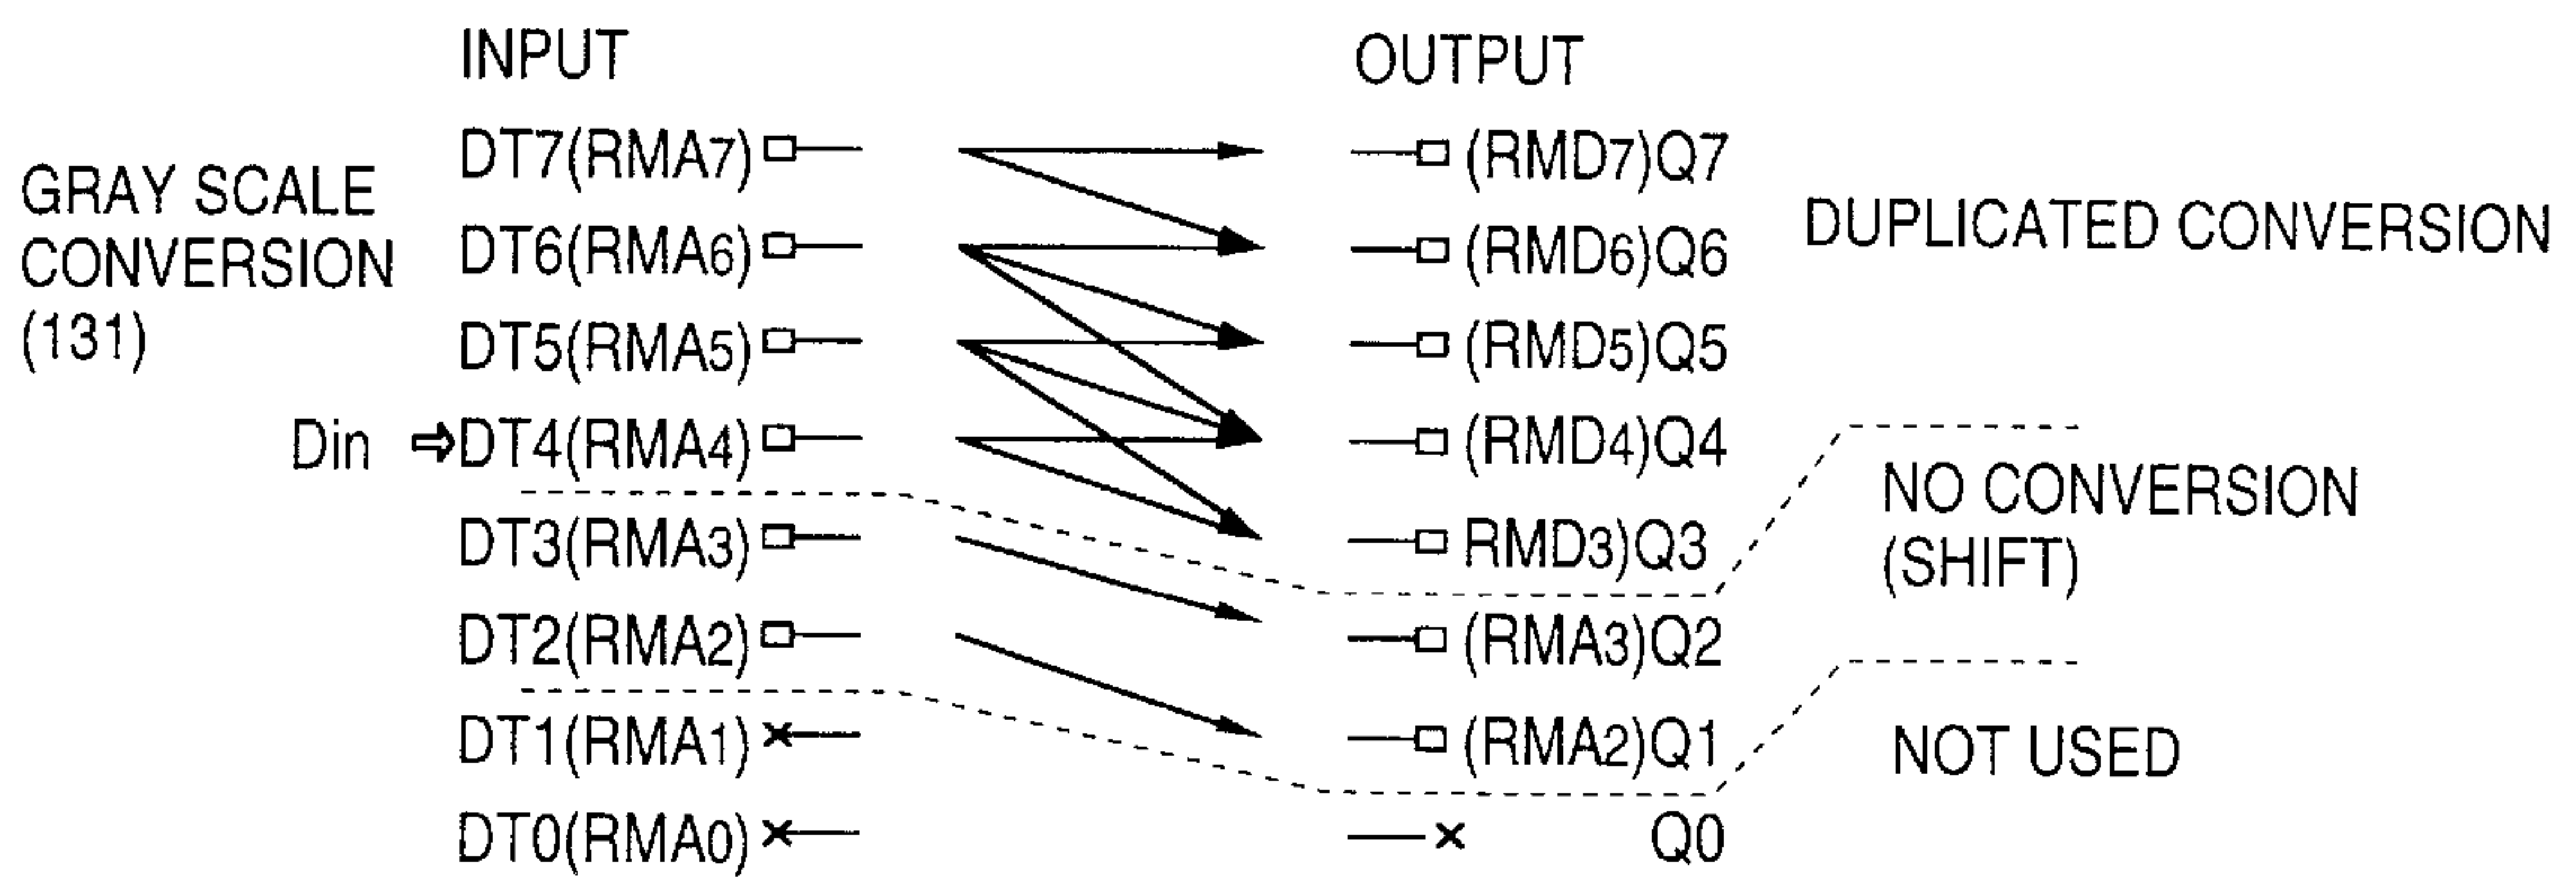 INPUT
OUTPUT
GRAY SCALE
CONVERSION
(131)
Din ⇨
DT7(RMA7)
DT6(RMA6)
DT5(RMA5)
DT4(RMA4)
DT3(RMA3)
DT2(RMA2)
DT1(RMA1)
DT0(RMA0)
(RMD7)Q7
(RMD6)Q6
(RMD5)Q5
(RMD4)Q4
RMD3)Q3
(RMA3)Q2
(RMA2)Q1
Q0
DUPLICATED CONVERSION
NO CONVERSION
(SHIFT)
NOT USED